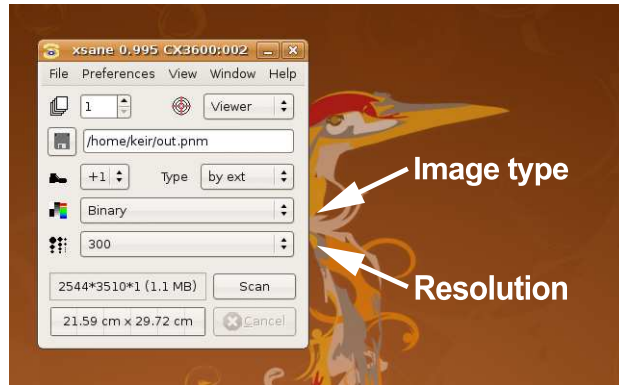 xsane 0.995 CX3600:002
File Preferences View Window Help
1 Viewer
/home/keir/out.pnm
+1 Type by ext
Binary
300
2544*3510*1 (1.1 MB) Scan
21.59 cm x 29.72 cm Cancel
Image type
Resolution